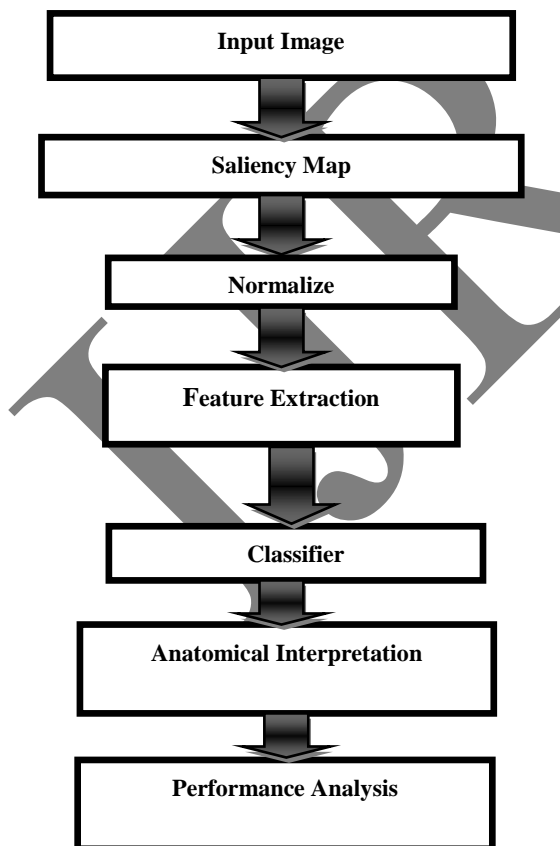 Input Image
Saliency Map
Normalize
Feature Extraction
Classifier
Anatomical Interpretation
Performance Analysis